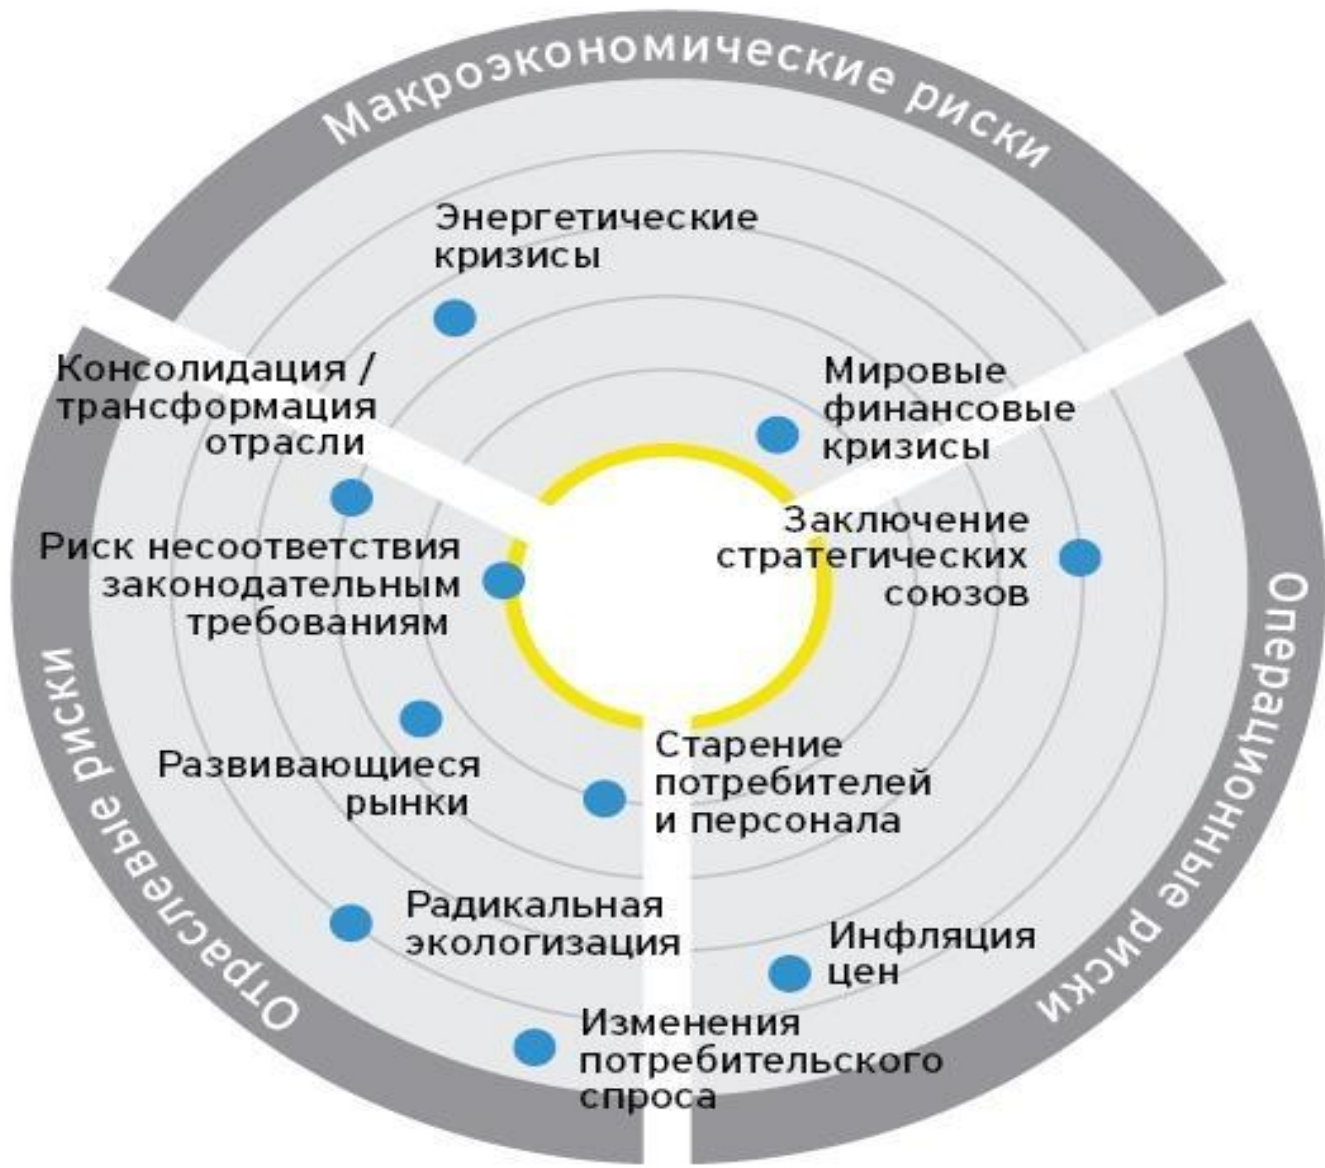 Макроэкономические риски
Энергетические
кризисы
Консолидация /
трансформация
отрасли
Мировые
финансовые
кризисы
Заключение
стратегических
союзов
Риск несоответствия
законодательным
требованиям
Операционные риски
Отраслевые риски
Развивающиеся
рынки
Старение
потребителей
и персонала
Радикальная
экологизация
Инфляция
цен
Изменения
потребительского
спроса